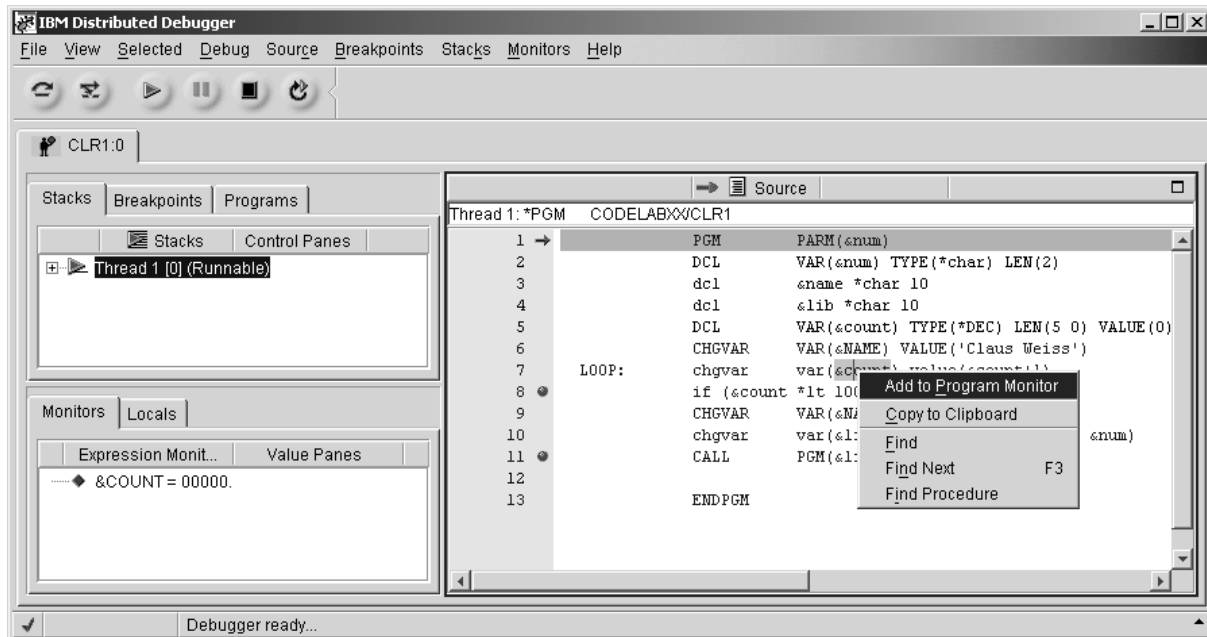 IBM Distributed Debugger
File View Selected Debug Source Breakpoints Stacks Monitors Help
CLR1:0
Stacks Breakpoints Programs
Stacks Control Panes
Thread 1 [0] (Runnable)
Monitors Locals
Expression Monit... Value Panes
&COUNT = 00000.
Source
Thread 1: *PGM CODELABXX/CLR1
1 PGM PARM(&num)
2 DCL VAR(&num) TYPE(*char) LEN(2)
3 dcl &name *char 10
4 dcl &lib *char 10
5 DCL VAR(&count) TYPE(*DEC) LEN(5 0) VALUE(0)
6 CHGVAR VAR(&NAME) VALUE('Claus Weiss')
7 LOOP: chgvar var(&count)
8 if (&count *lt 10
9 CHGVAR VAR(&N
10 chgvar var(&l &num)
11 CALL PGM(&l
12
13 ENDPGM
Add to Program Monitor
Copy to Clipboard
Find
Find Next F3
Find Procedure
Debugger ready...